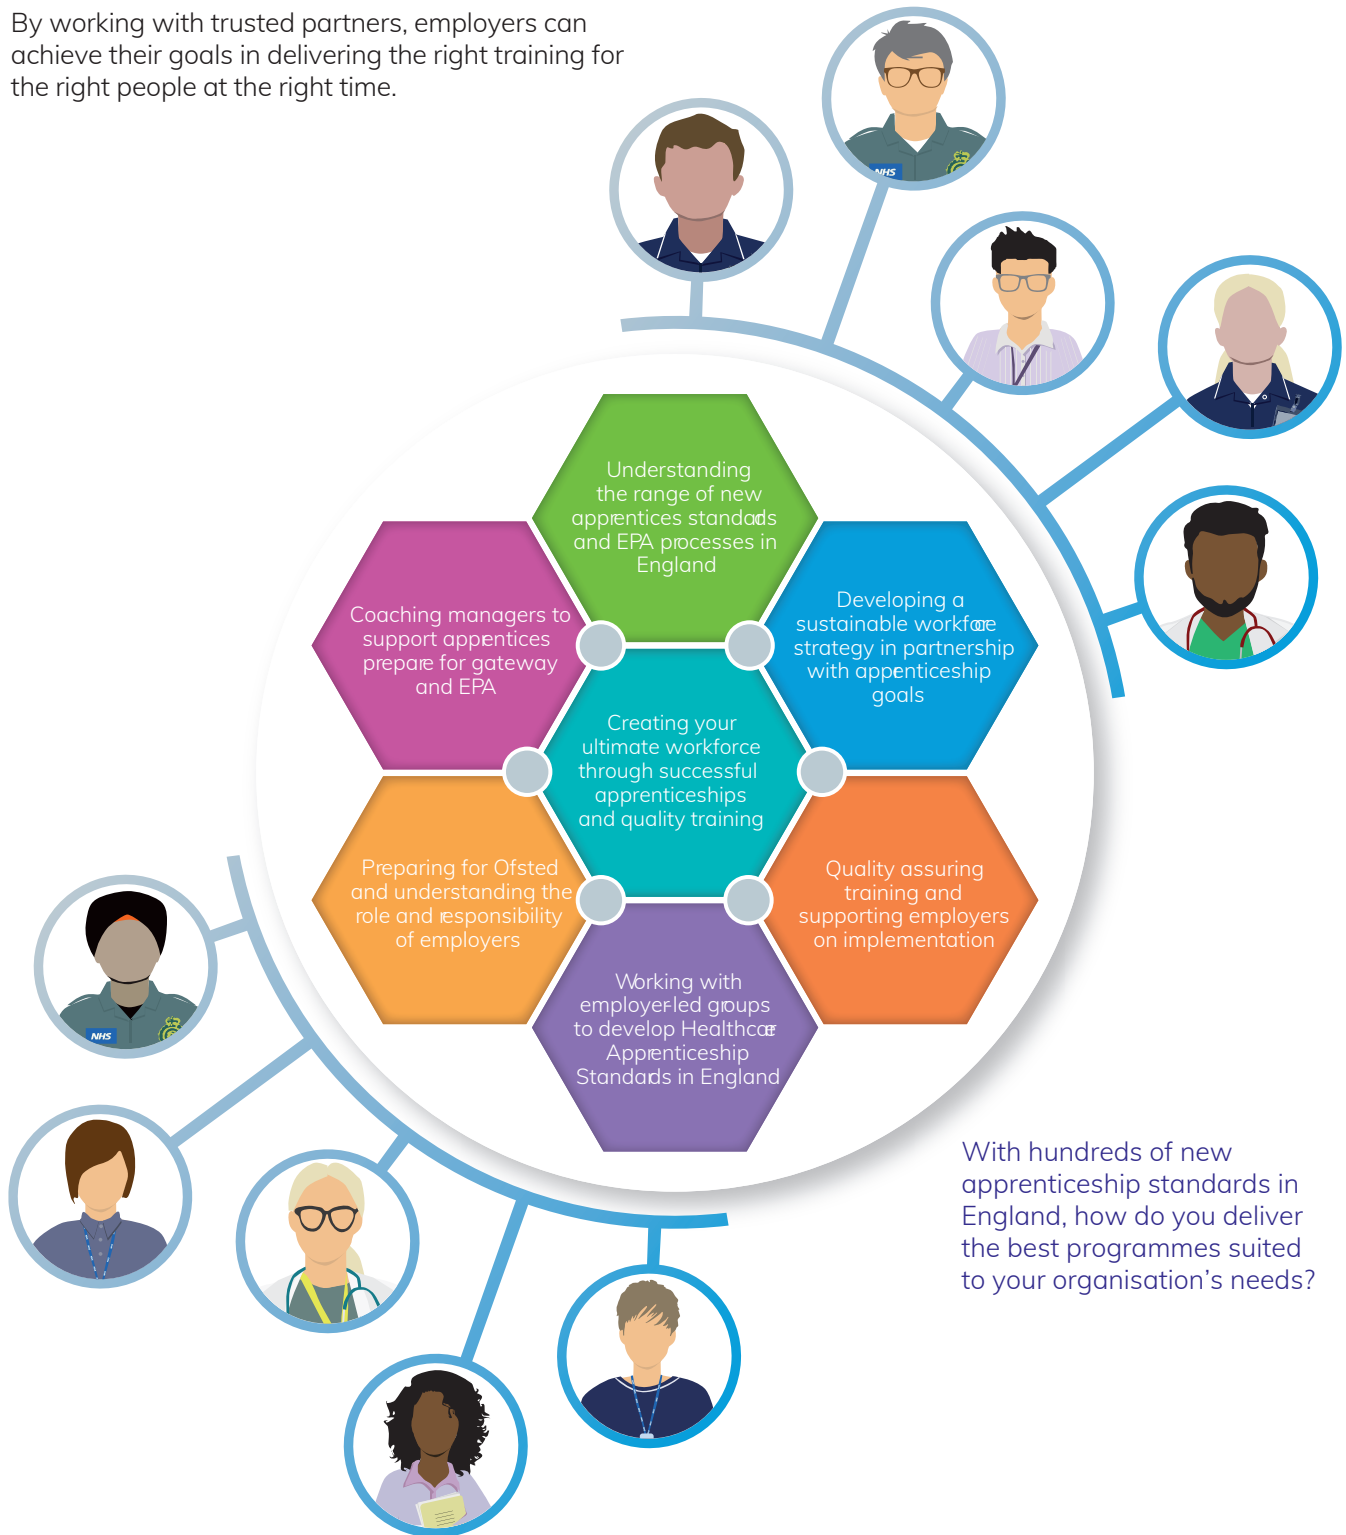 By working with trusted partners, employers can
achieve their goals in delivering the right training for
the right people at the right time.
NHS
Understanding
the range of new
apprentices standards
and EPA processes in
England
Coaching managers to
support apprentices
prepare for gateway
and EPA
Developing a
sustainable workforce
strategy in partnership
with apprenticeship
goals
Creating your
ultimate workforce
through successful
apprenticeships
and quality training
Preparing for Ofsted
and understanding the
role and responsibility
of employers
Quality assuring
training and
supporting employers
on implementation
Working with
employer-led groups
to develop Healthcare
Apprenticeship
Standards in England
NHS
With hundreds of new
apprenticeship standards in
England, how do you deliver
the best programmes suited
to your organisation’s needs?